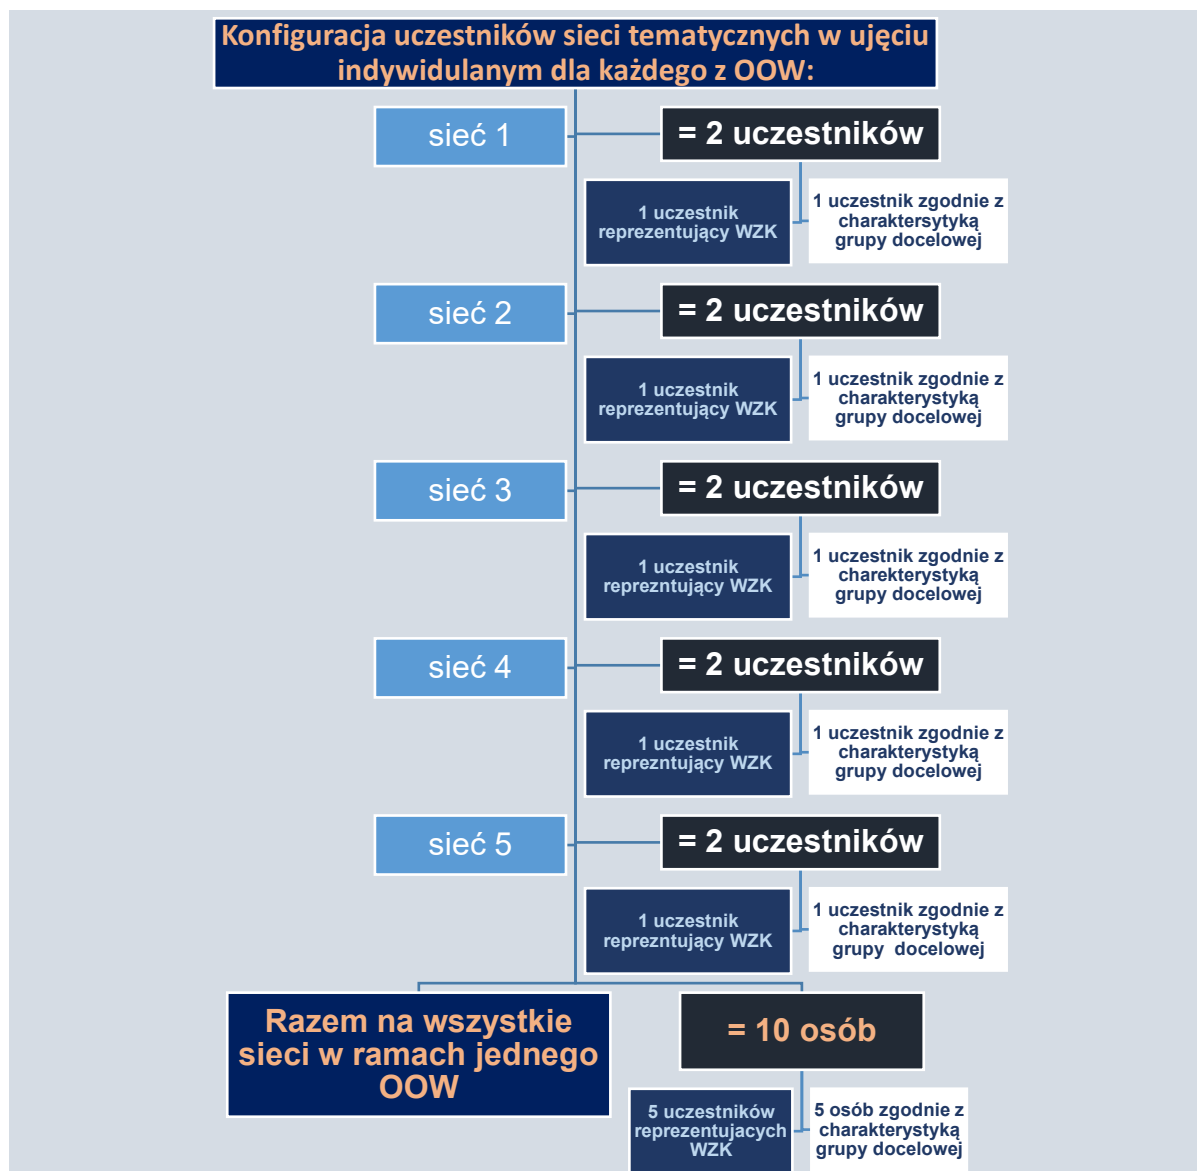 Konfiguracja uczestników sieci tematycznych w ujęciu
indywidulanym dla każdego z OOW:
sieć 1
= 2 uczestników
1 uczestnik
reprezentujący WZK
1 uczestnik zgodnie z
charaktersytyką
grupy docelowej
sieć 2
= 2 uczestników
1 uczestnik
reprezentujący WZK
1 uczestnik zgodnie z
charakterystyką
grupy docelowej
sieć 3
= 2 uczestników
1 uczestnik
reprezntujący WZK
1 uczestnik zgodnie z
charekterystyką
grupy docelowej
sieć 4
= 2 uczestników
1 uczestnik
reprezntujący WZK
1 uczestnik zgodnie z
charakterystyką
grupy docelowej
sieć 5
= 2 uczestników
1 uczestnik
reprezntujący WZK
1 uczestnik zgodnie z
charakterystyką
grupy docelowej
Razem na wszystkie
sieci w ramach jednego
OOW
= 10 osób
5 uczestników
reprezentujacych
WZK
5 osób zgodnie z
charakterystyką
grupy docelowej